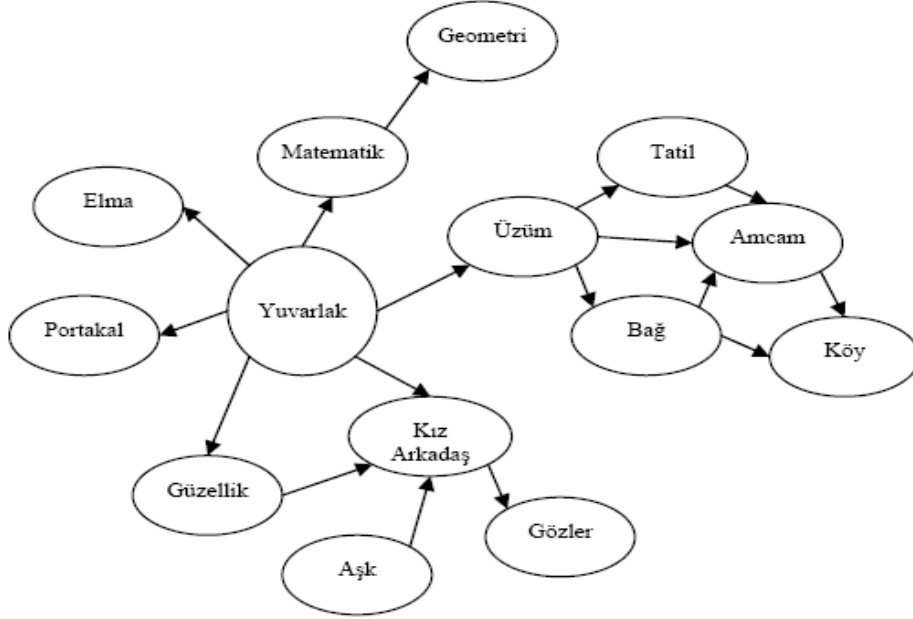 Geometri
Matematik
Tatil
Elma
Üzüm
Amcam
Yuvarlak
Portakal
Bağ
Köy
Kız
Arkadaş
Güzellik
Gözler
Aşk